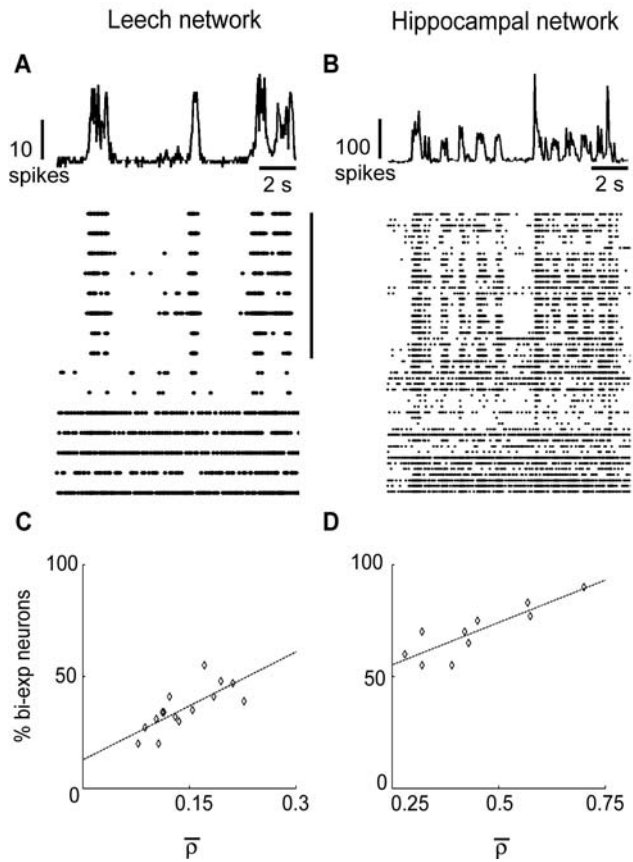 Leech network
Hippocampal network
A
B
10
spikes
2 s
100
spikes
2 s
C
D
% bi-exp neurons
100
50
0
0
0.15
0.3
ρ̅
100
50
0
0.25
0.5
0.75
ρ̅